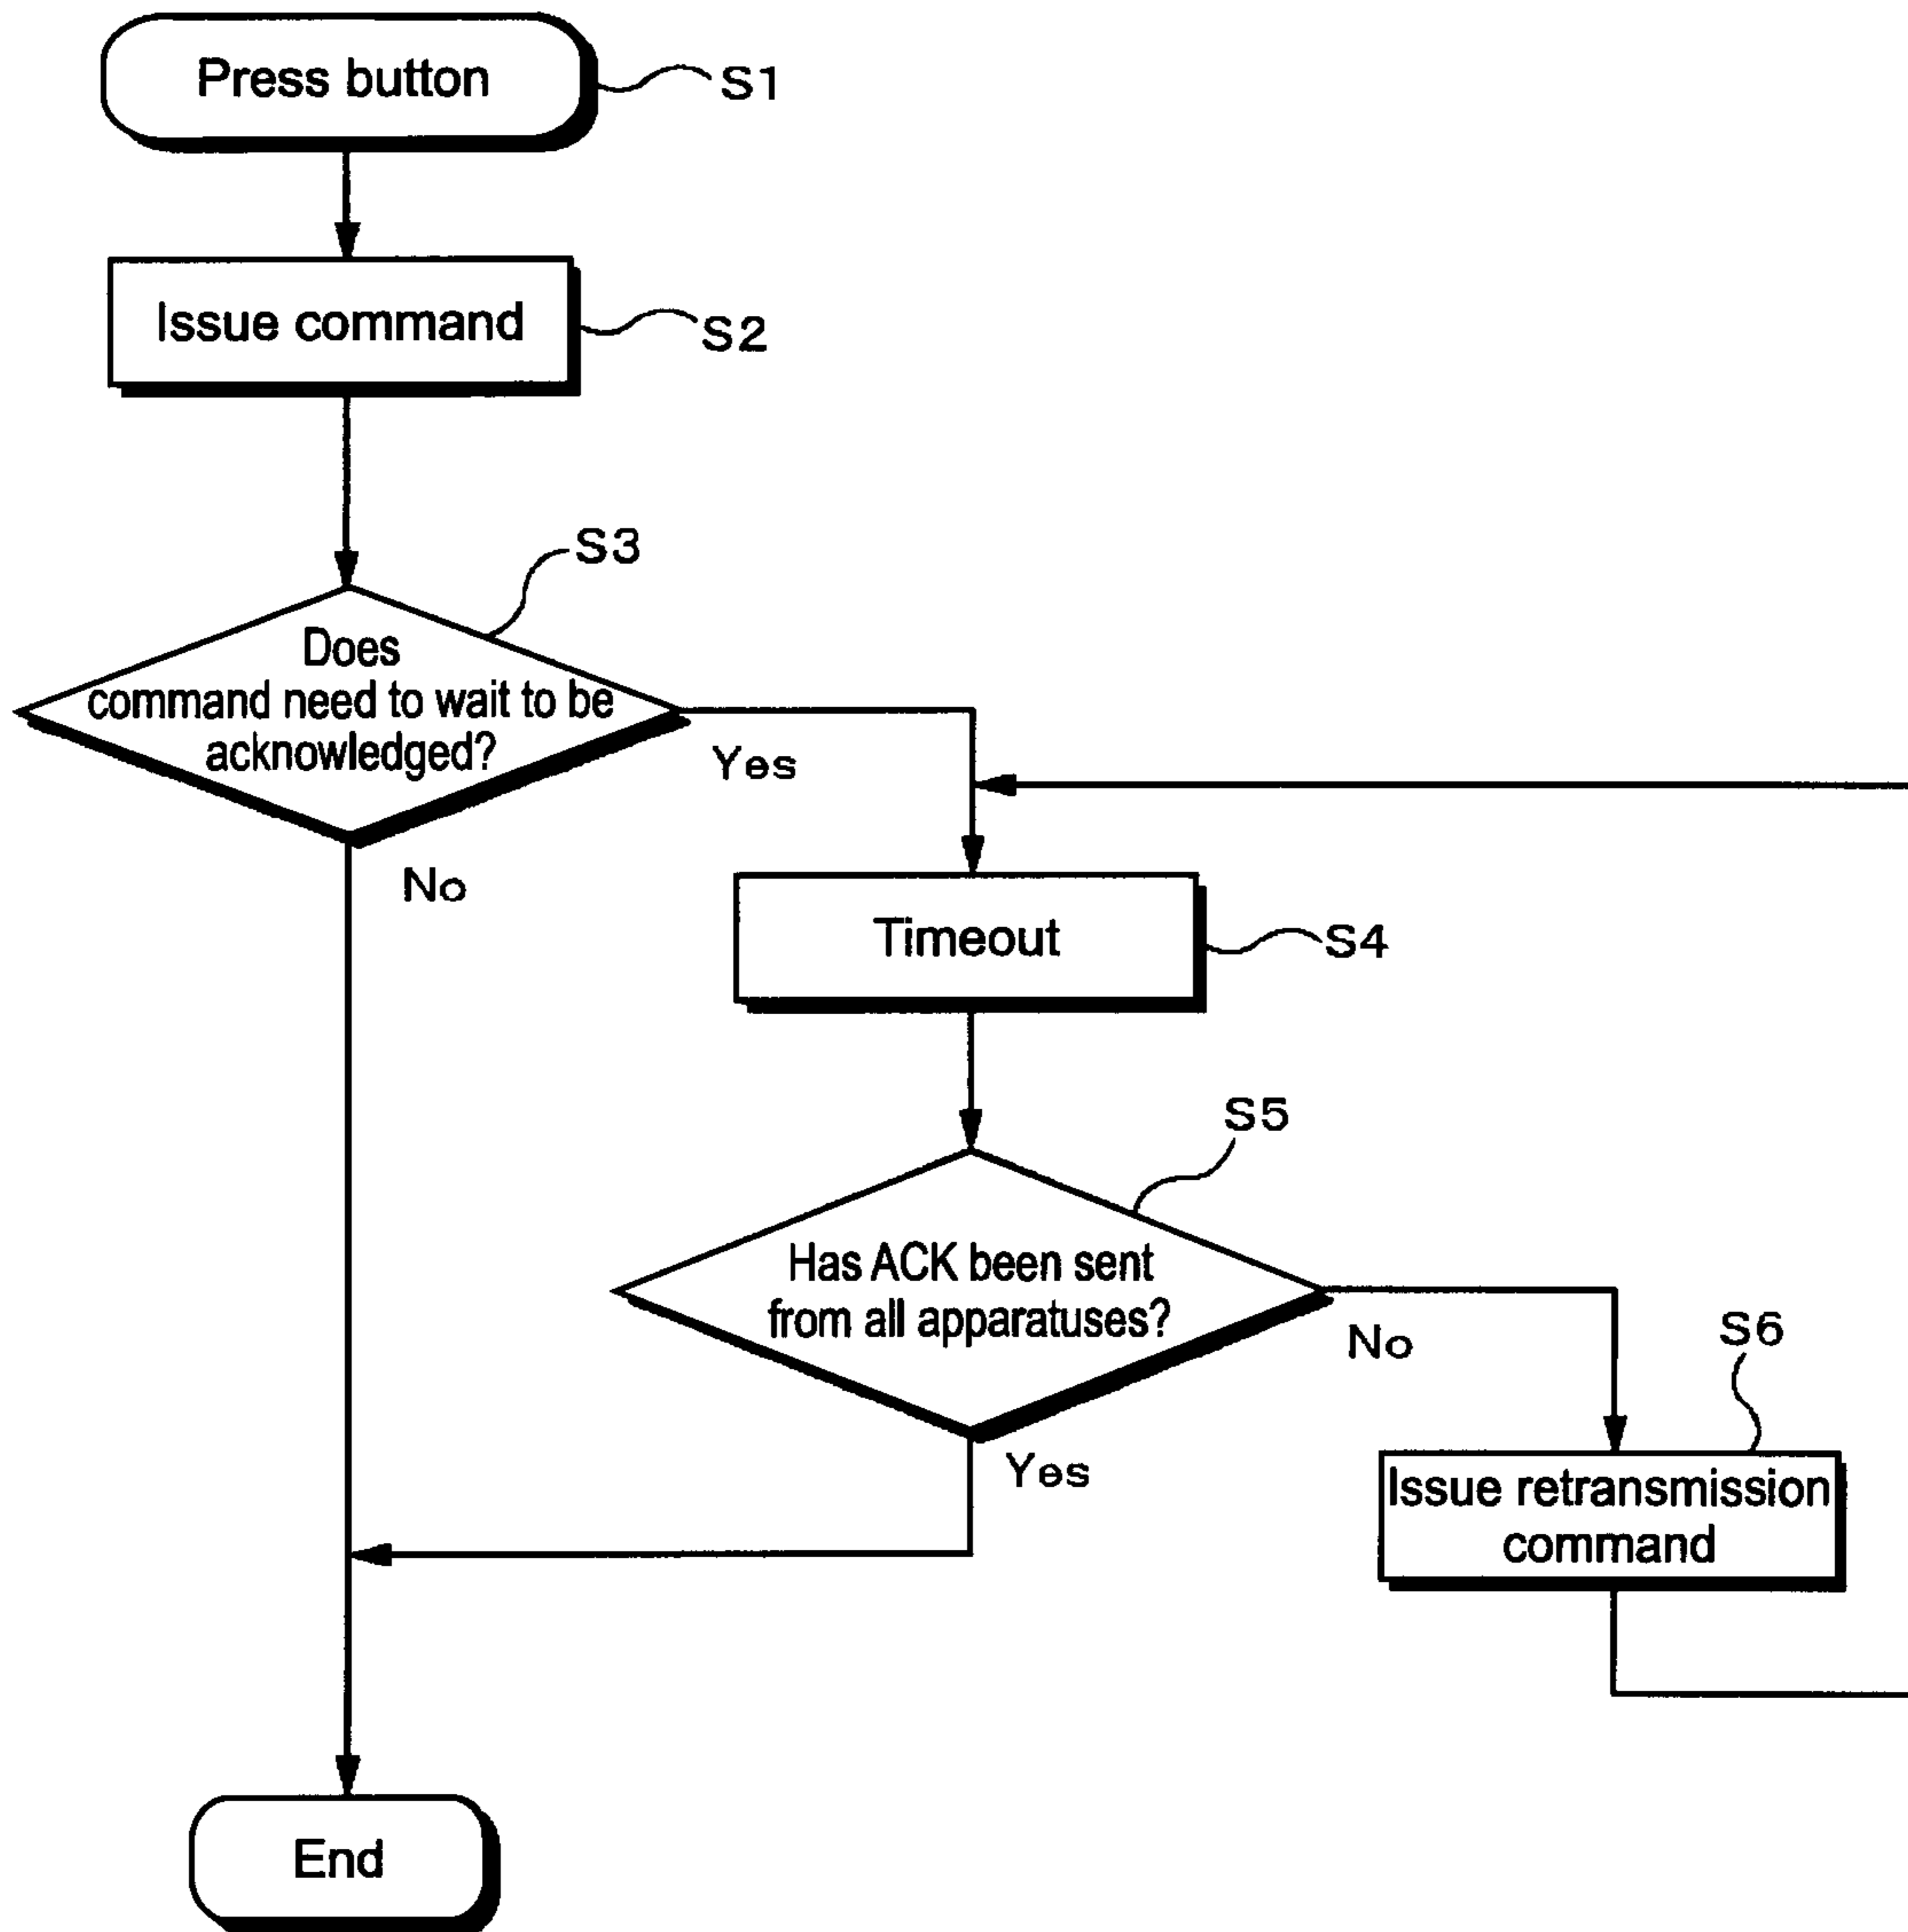 Press button
S1
Issue command
S2
S3
Does
command need to wait to be
acknowledged?
Yes
No
Timeout
S4
S5
Has ACK been sent
from all apparatuses?
No
S6
Yes
Issue retransmission
command
End